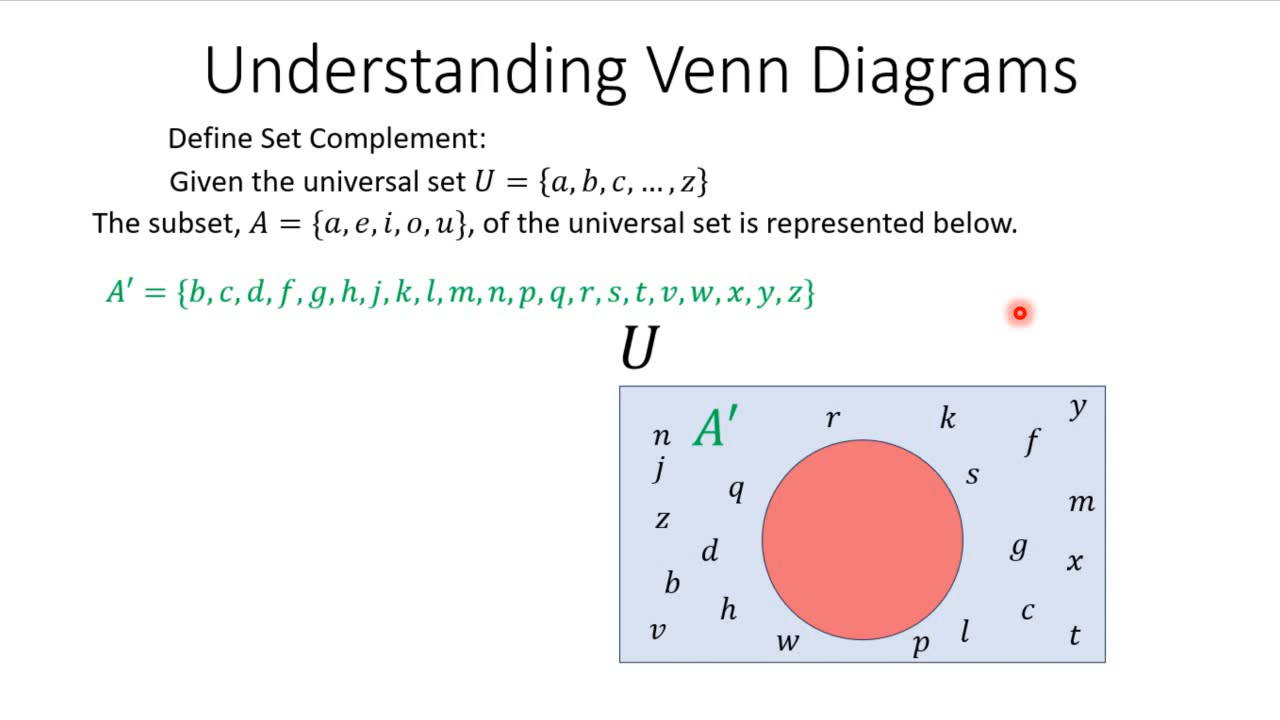 Understanding Venn Diagrams
Define Set Complement:
Given the universal set U = {a, b, c, … , z}
The subset, A = {a, e, i, o, u}, of the universal set is represented below.
A′ = {b, c, d, f, g, h, j, k, l, m, n, p, q, r, s, t, v, w, x, y, z}
U
A′
n
j
z
b
v
q
d
h
w
r
k
s
p
l
y
f
m
g
x
c
t